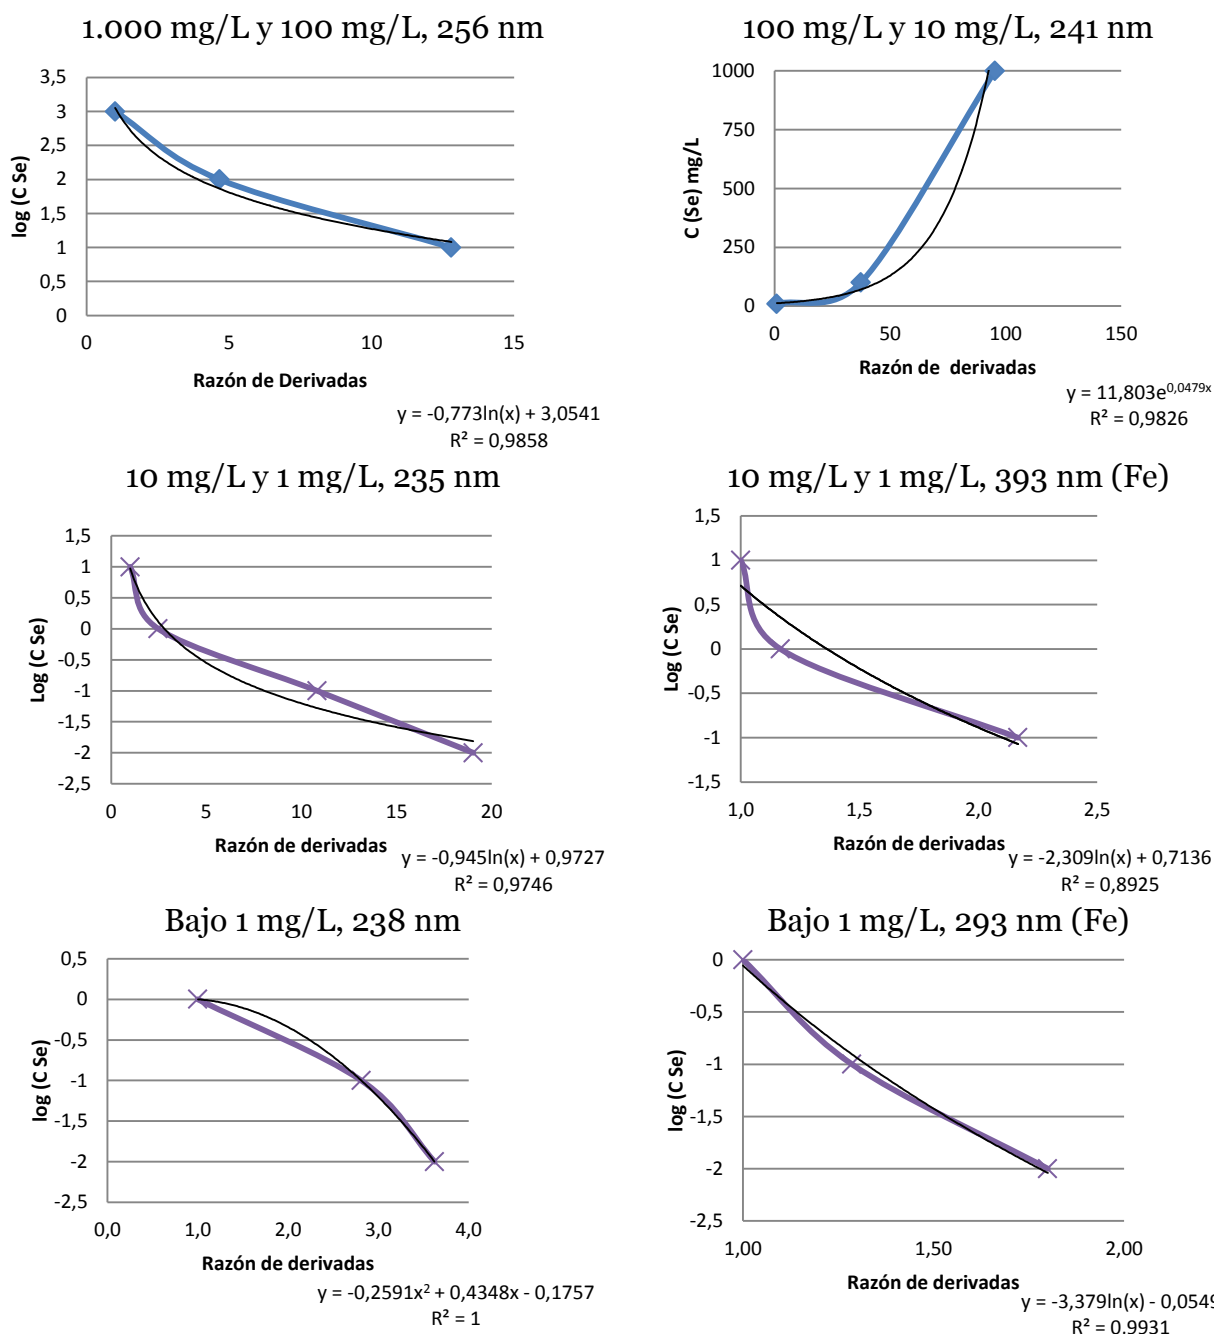 1.000 mg/L y 100 mg/L, 256 nm
3,5
3
2,5
2
1,5
1
0,5
0
log (C Se)
0 5 10 15
Razón de Derivadas
y = -0,773ln(x) + 3,0541
R² = 0,9858
100 mg/L y 10 mg/L, 241 nm
1000
750
500
250
0
C (Se) mg/L
0 50 100 150
Razón de derivadas
y = 11,803e^0,0479x
R² = 0,9826
10 mg/L y 1 mg/L, 235 nm
1,5
1
0,5
0
-0,5
-1
-1,5
-2
-2,5
Log (C Se)
0 5 10 15 20
Razón de derivadas
y = -0,945ln(x) + 0,9727
R² = 0,9746
10 mg/L y 1 mg/L, 393 nm (Fe)
1,5
1
0,5
0
-0,5
-1
-1,5
Log (C Se)
1,0 1,5 2,0 2,5
Razón de derivadas
y = -2,309ln(x) + 0,7136
R² = 0,8925
Bajo 1 mg/L, 238 nm
0,5
0
-0,5
-1
-1,5
-2
-2,5
log (C Se)
0,0 1,0 2,0 3,0 4,0
Razón de derivadas
y = -0,2591x² + 0,4348x - 0,1757
R² = 1
Bajo 1 mg/L, 293 nm (Fe)
0
-0,5
-1
-1,5
-2
-2,5
log (C Se)
1,00 1,50 2,00
Razón de derivadas
y = -3,379ln(x) - 0,0549
R² = 0,9931